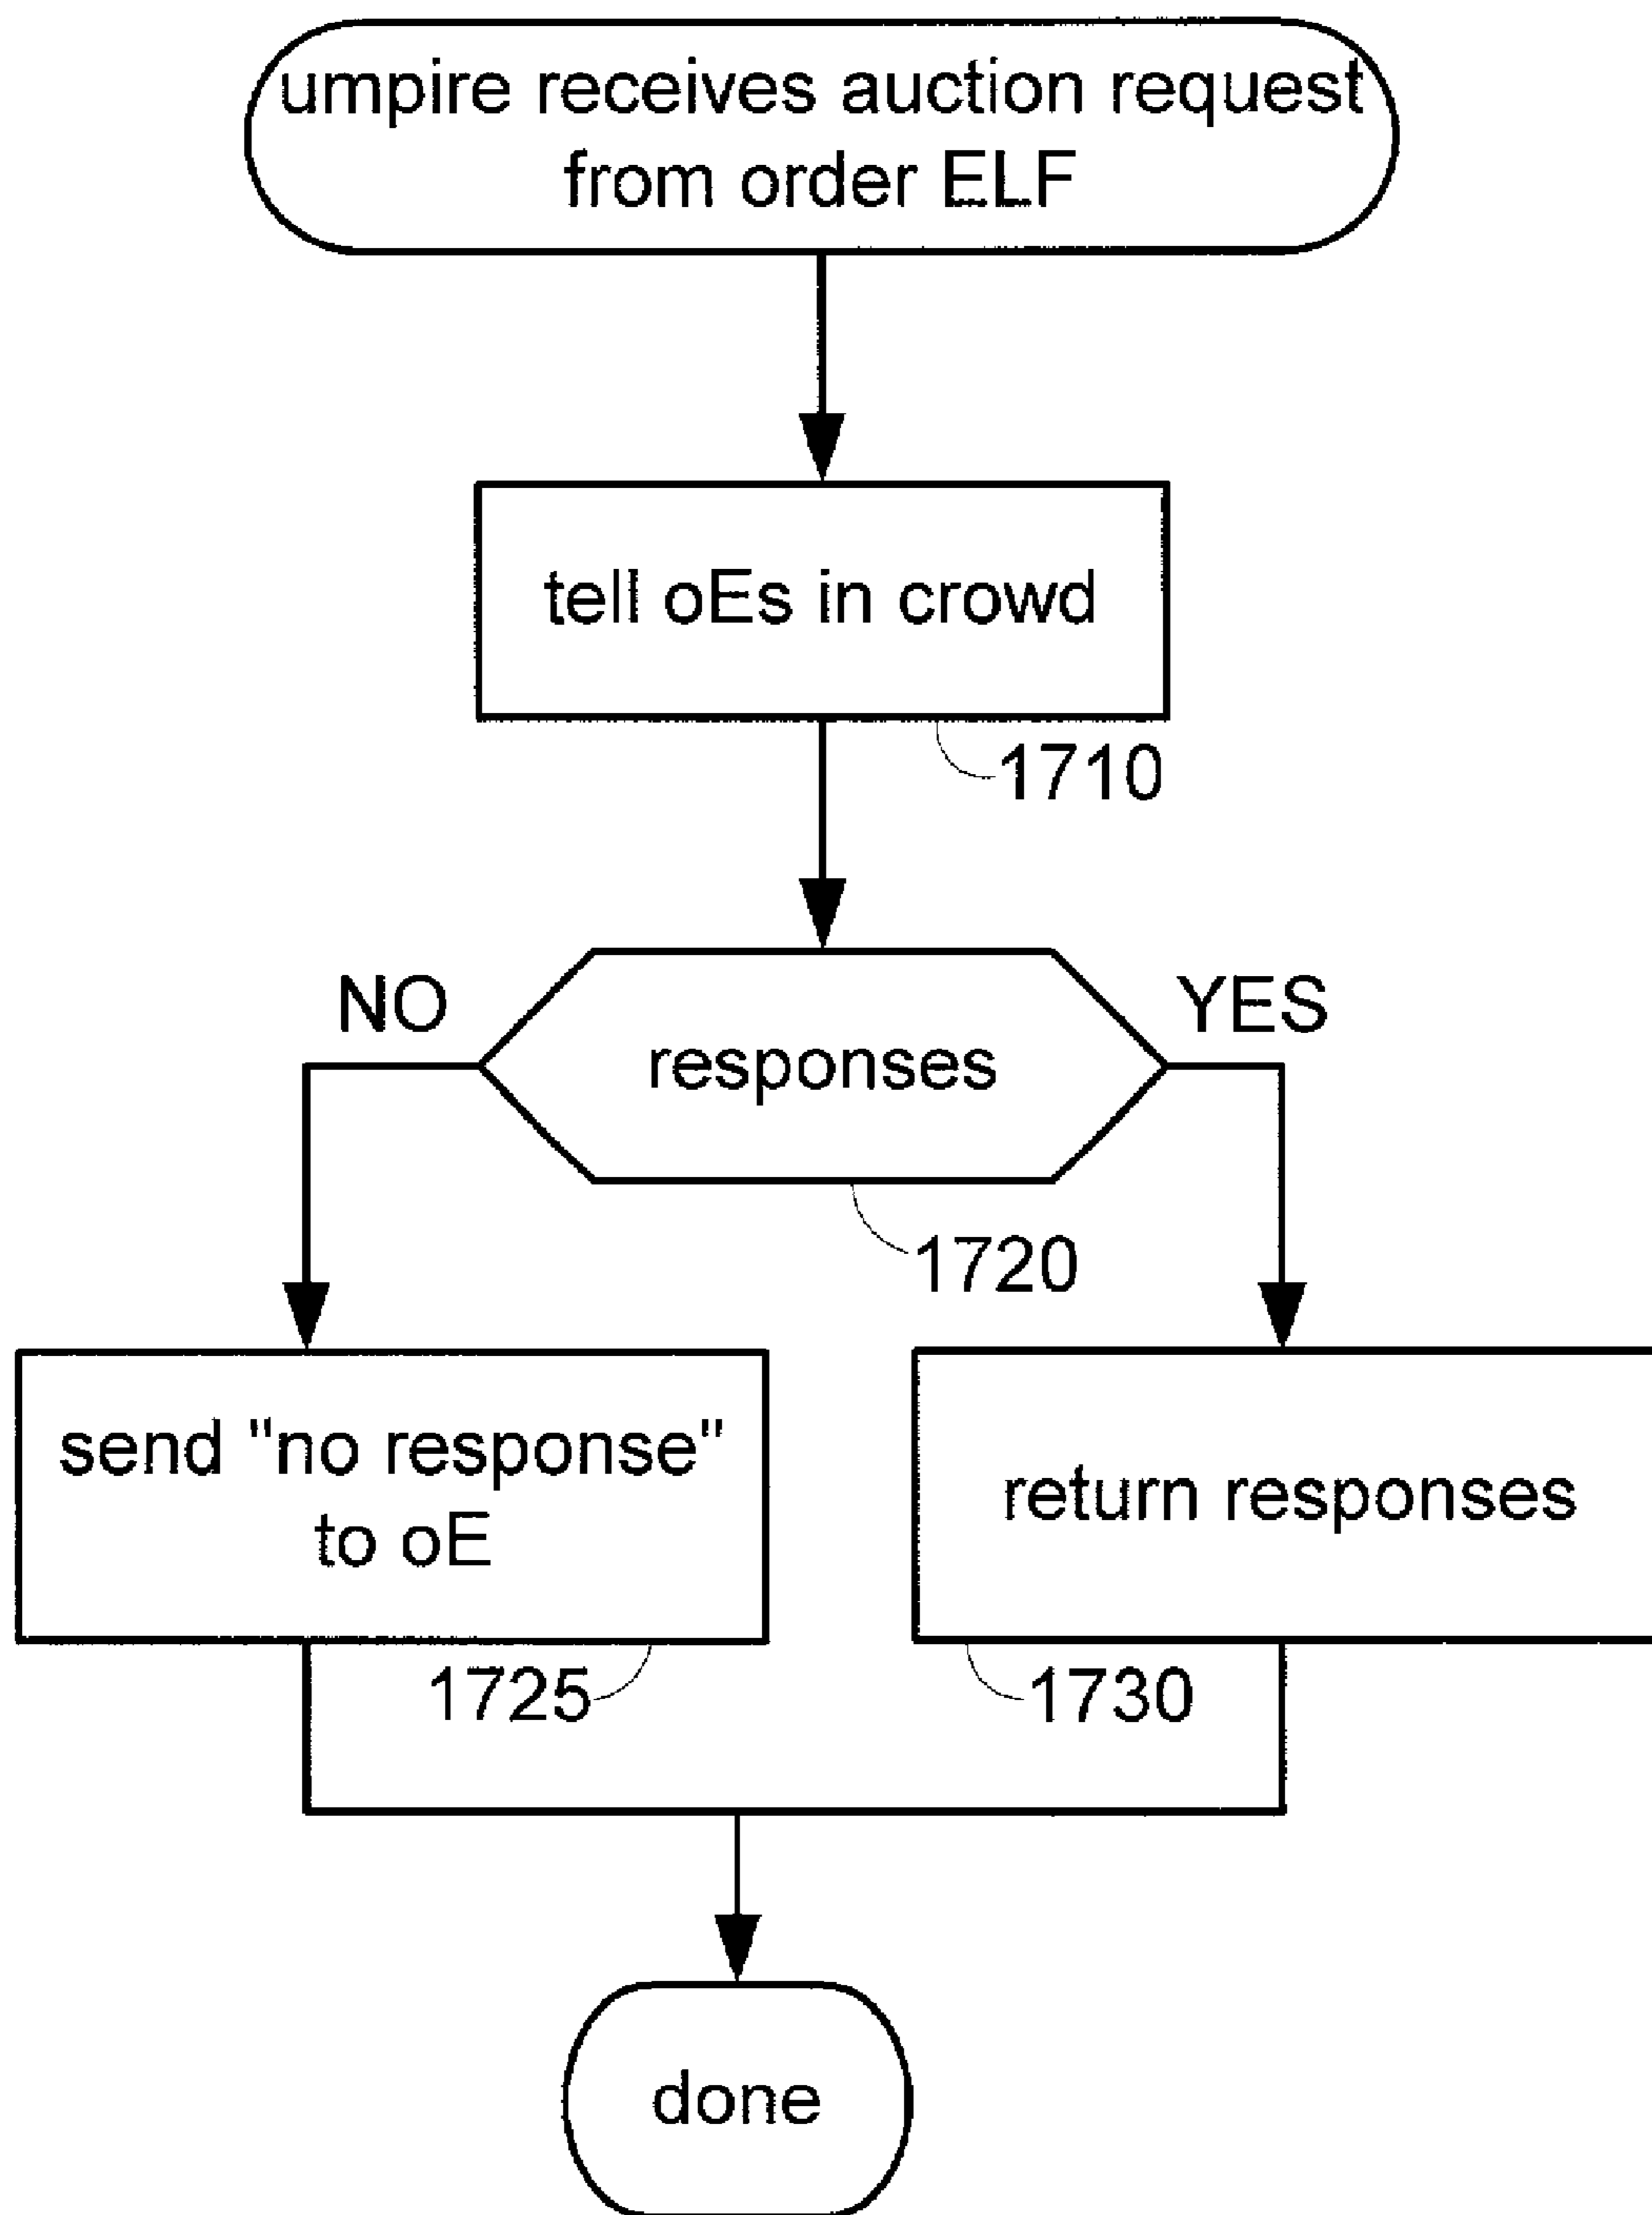 umpire receives auction request
from order ELF
tell oEs in crowd
1710
NO
YES
responses
1720
send "no response"
to oE
return responses
1725
1730
done